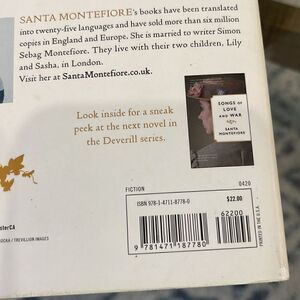 SANTA MONTEFIORE's books have been translated
into twenty-five languages and have sold more than six million
copies in England and Europe. She is married to writer Simon
Sebag Montefiore. They live with their two children, Lily
and Sasha, in London.
Visit her at SantaMontefiore.co.uk.
Look inside for a sneak
peek at the next novel in
the Deverill series.
SONGS of
LOVE
AND WAR
SANTA
MONTEFIORE
FICTION
0420
ISBN 978-1-4711-8778-0
$22.00
62200
9 781471 187780
PRINTED IN THE U.S.A.
sterCA
/ TREVILLION IMAGES